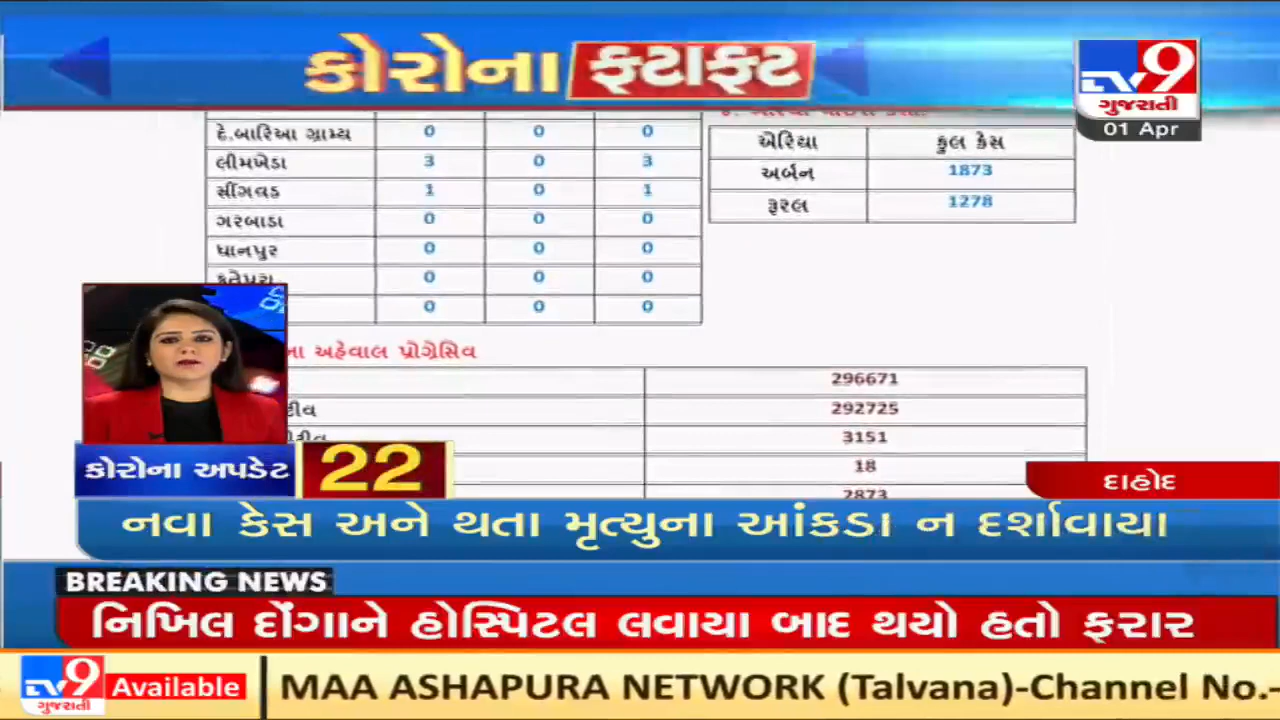 કોરોના ફટાફટ
TV9
ગુજરાતી
01 Apr
દે.બારિઆ ગ્રામ્ય 0 0 0
લીમખેડા 3 0 3
સીંગવડ 1 0 1
ગરબાડા 0 0 0
ધાનપુર 0 0 0
0 0 0
0 0 0
એરિયા કુલ કેસ
અર્બન 1873
રૂરલ 1278
અહેવાલ પ્રોગ્રેસિવ
296671
292725
3151
18
2873
કોરોના અપડેટ 22
દાહોદ
નવા કેસ અને થતા મૃત્યુના આંકડા ન દર્શાવાયા
BREAKING NEWS
નિખિલ દોંગાને હોસ્પિટલ લવાયા બાદ થયો હતો ફરાર
TV9 ગુજરાતી Available MAA ASHAPURA NETWORK (Talvana)-Channel No.-